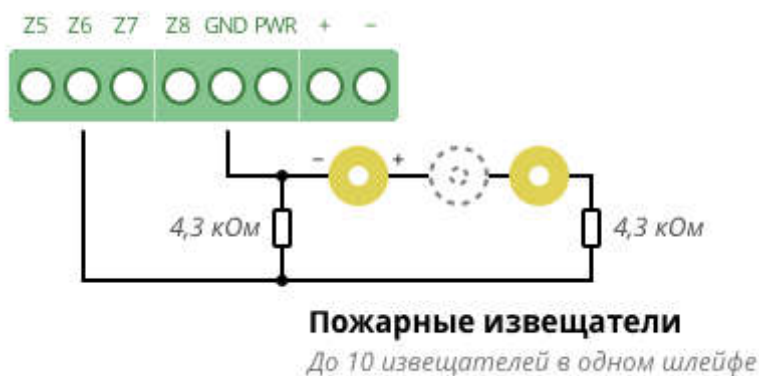 Z5 Z6 Z7 Z8 GND PWR + −
− +
4,3 кОм 4,3 кОм
Пожарные извещатели
До 10 извещателей в одном шлейфе